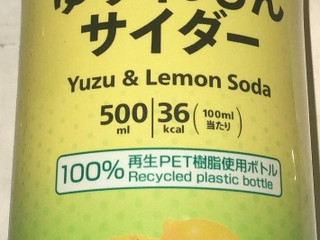 サイダー
Yuzu & Lemon Soda
500 ml 36 kcal (100ml 当たり)
100% 再生PET樹脂使用ボトル
Recycled plastic bottle